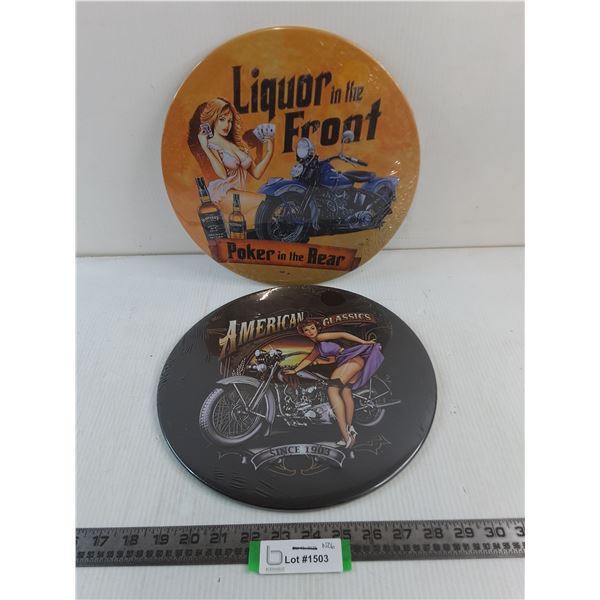 Liquor in the
Front
Poker in the Rear
AMERICAN CLASSICS
SINCE 1903
17 18 19 20 21 22 23 24 25 26 27 28 29 30 3
Lot #1503